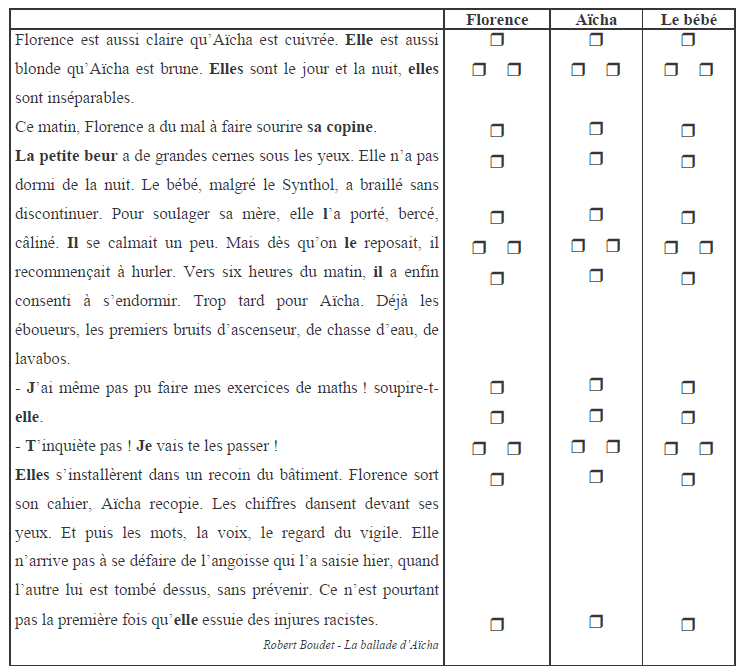 Florence Aïcha Le bébé
Florence est aussi claire qu’Aïcha est cuivrée. Elle est aussi ❒ ❒ ❒
blonde qu’Aïcha est brune. Elles sont le jour et la nuit, elles ❒ ❒ ❒ ❒ ❒ ❒
sont inséparables.
Ce matin, Florence a du mal à faire sourire sa copine. ❒ ❒ ❒
La petite beur a de grandes cernes sous les yeux. Elle n’a pas ❒ ❒ ❒
dormi de la nuit. Le bébé, malgré le Synthol, a braillé sans
discontinuer. Pour soulager sa mère, elle l’a porté, bercé, ❒ ❒ ❒
câliné. Il se calmait un peu. Mais dès qu’on le reposait, il ❒ ❒ ❒ ❒ ❒ ❒
recommençait à hurler. Vers six heures du matin, il a enfin ❒ ❒ ❒
consenti à s’endormir. Trop tard pour Aïcha. Déjà les
éboueurs, les premiers bruits d’ascenseur, de chasse d’eau, de
lavabos.
- J’ai même pas pu faire mes exercices de maths ! soupire-t- ❒ ❒ ❒
elle. ❒ ❒ ❒
- T’inquiète pas ! Je vais te les passer ! ❒ ❒ ❒ ❒ ❒ ❒
Elles s’installèrent dans un recoin du bâtiment. Florence sort ❒ ❒ ❒
son cahier, Aïcha recopie. Les chiffres dansent devant ses
yeux. Et puis les mots, la voix, le regard du vigile. Elle
n’arrive pas à se défaire de l’angoisse qui l’a saisie hier, quand
l’autre lui est tombé dessus, sans prévenir. Ce n’est pourtant
pas la première fois qu’elle essuie des injures racistes. ❒ ❒ ❒
Robert Boudet - La ballade d’Aïcha